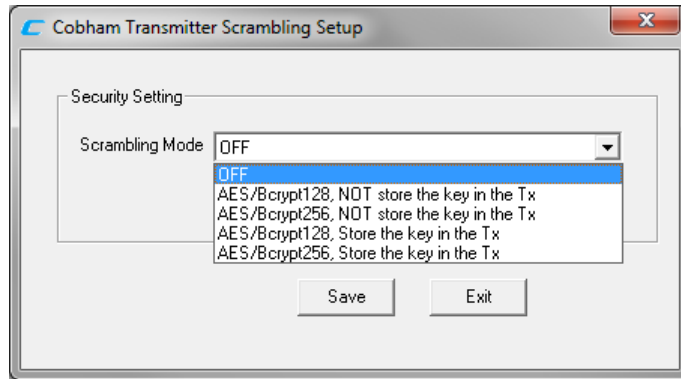 Cobham Transmitter Scrambling Setup
Security Setting
Scrambling Mode OFF
OFF
AES/Bcrypt128, NOT store the key in the Tx
AES/Bcrypt256, NOT store the key in the Tx
AES/Bcrypt128, Store the key in the Tx
AES/Bcrypt256, Store the key in the Tx
Save Exit